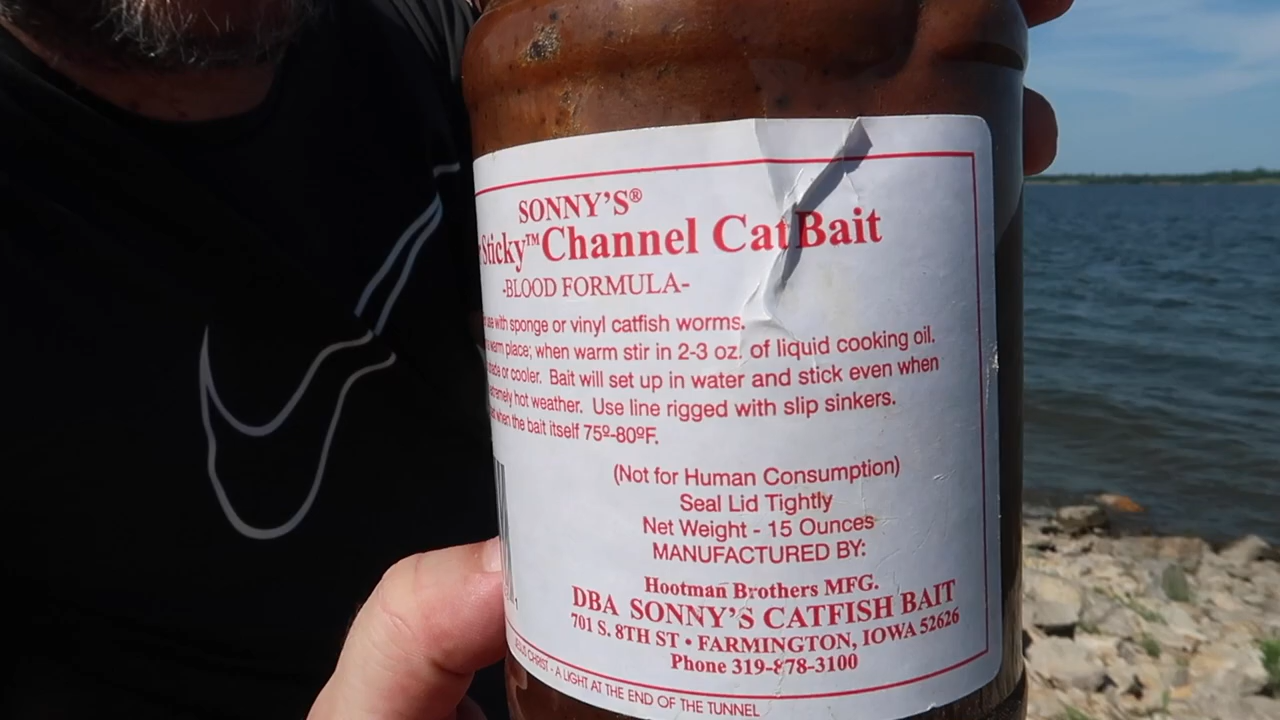 SONNY'S®
Sticky™ Channel Cat Bait
-BLOOD FORMULA-
use with sponge or vinyl catfish worms.
warm place; when warm stir in 2-3 oz. of liquid cooking oil.
or cooler. Bait will set up in water and stick even when
hot weather. Use line rigged with slip sinkers.
when the bait itself 75º-80ºF.
(Not for Human Consumption)
Seal Lid Tightly
Net Weight - 15 Ounces
MANUFACTURED BY:
Hootman Brothers MFG.
DBA SONNY'S CATFISH BAIT
701 S. 8TH ST • FARMINGTON, IOWA 52626
Phone 319-878-3100
CHRIST - A LIGHT AT THE END OF THE TUNNEL